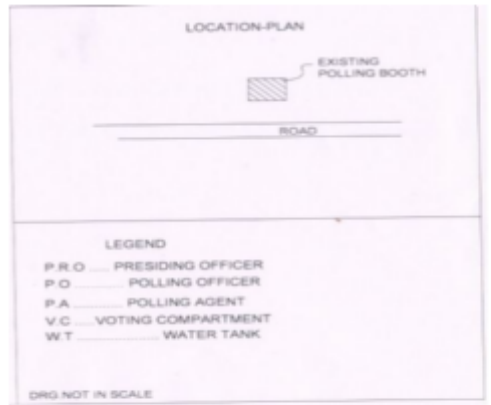 LOCATION-PLAN
EXISTING
POLLING BOOTH
ROAD
LEGEND
P.R.O ..... PRESIDING OFFICER
P.O ............. POLLING OFFICER
P.A ............. POLLING AGENT
V.C .....VOTING COMPARTMENT
W.T ..................... WATER TANK
DRG.NOT IN SCALE